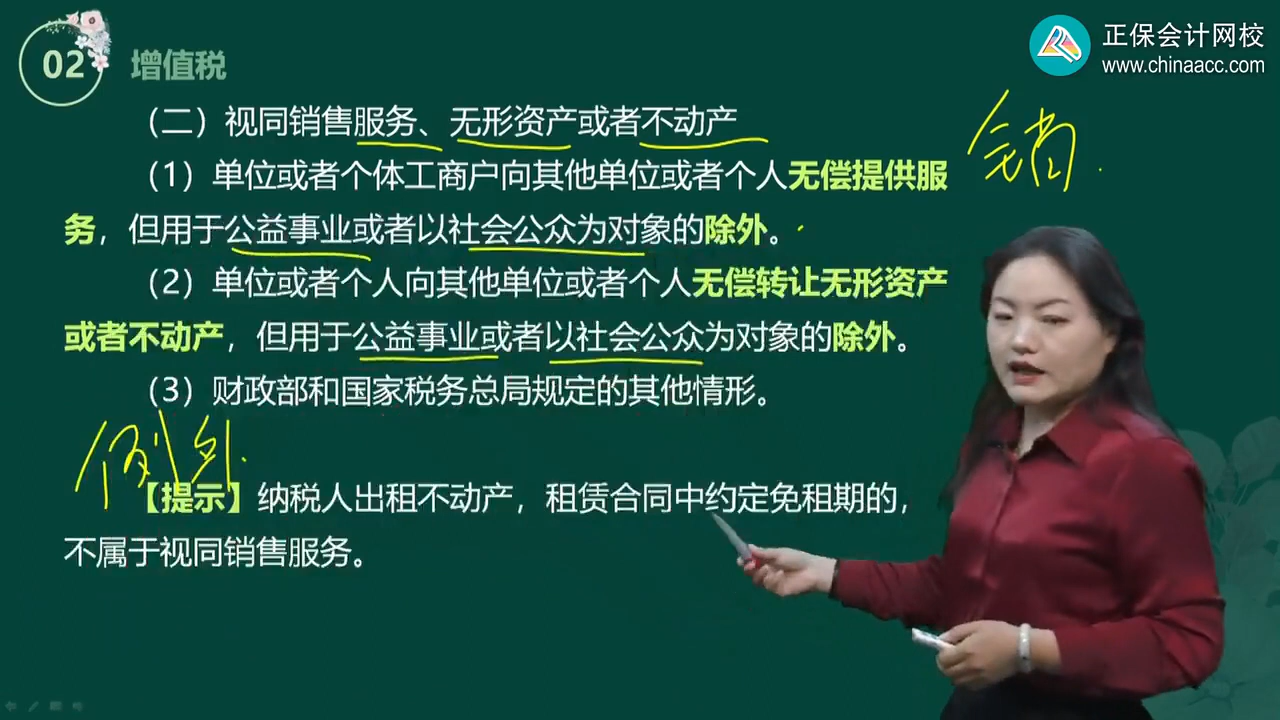 正保会计网校
www.chinaacc.com
02 增值税
（二）视同销售服务、无形资产或者不动产
（1）单位或者个体工商户向其他单位或者个人无偿提供服
务，但用于公益事业或者以社会公众为对象的除外。
（2）单位或者个人向其他单位或者个人无偿转让无形资产
或者不动产，但用于公益事业或者以社会公众为对象的除外。
（3）财政部和国家税务总局规定的其他情形。
例外
【提示】纳税人出租不动产，租赁合同中约定免租期的，
不属于视同销售服务。